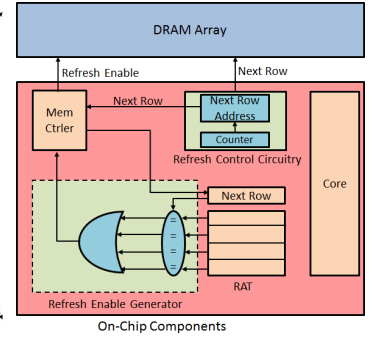 DRAM Array
Refresh Enable
Next Row
Mem
Ctrler
Next Row
Next Row
Address
Counter
Refresh Control Circuitry
Core
Next Row
=
=
=
=
RAT
Refresh Enable Generator
On-Chip Components